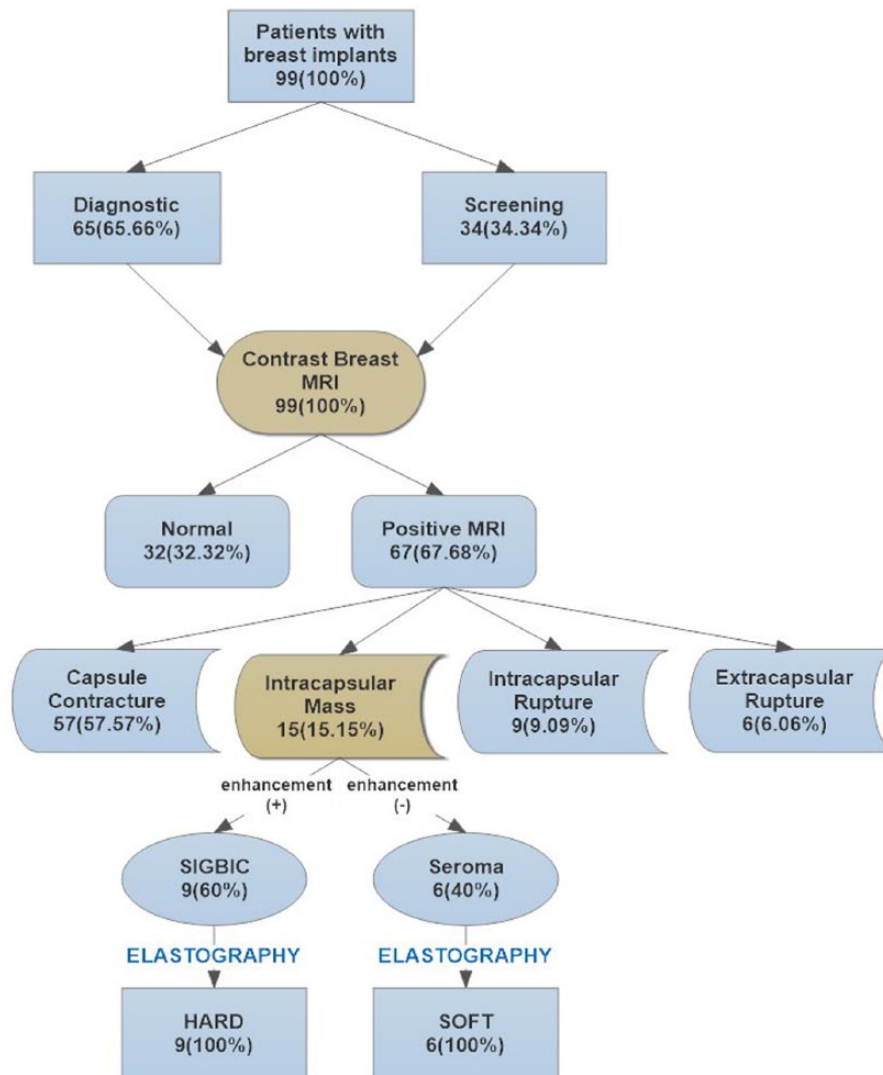 Patients with
breast implants
99(100%)
Diagnostic
65(65.66%)
Screening
34(34.34%)
Contrast Breast
MRI
99(100%)
Normal
32(32.32%)
Positive MRI
67(67.68%)
Capsule
Contracture
57(57.57%)
Intracapsular
Mass
15(15.15%)
Intracapsular
Rupture
9(9.09%)
Extracapsular
Rupture
6(6.06%)
enhancement
(+)
enhancement
(-)
SIGBIC
9(60%)
Seroma
6(40%)
ELASTOGRAPHY
ELASTOGRAPHY
HARD
9(100%)
SOFT
6(100%)